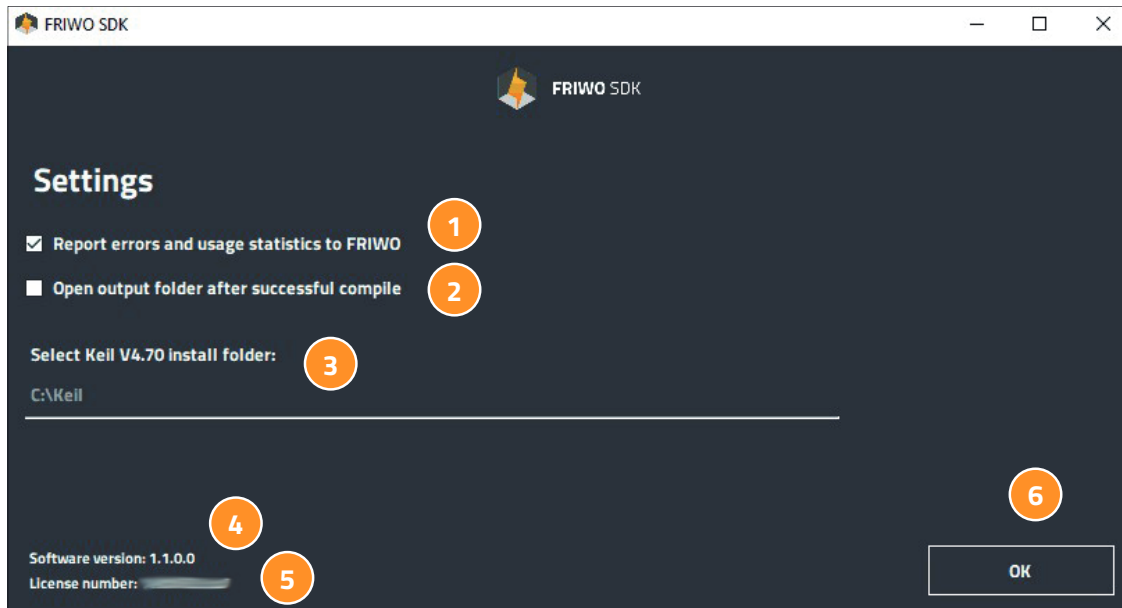 FRIWO SDK
FRIWO SDK
Settings
1
Report errors and usage statistics to FRIWO
Open output folder after successful compile
2
Select Keil V4.70 install folder:
3
C:\Keil
6
4
Software version: 1.1.0.0
License number:
5
OK